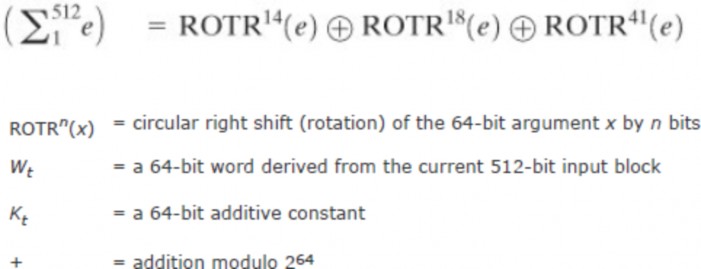 (∑₁⁵¹²e) = ROTR¹⁴(e) ⊕ ROTR¹⁸(e) ⊕ ROTR⁴¹(e)
ROTRⁿ(x) = circular right shift (rotation) of the 64-bit argument x by n bits
Wₜ = a 64-bit word derived from the current 512-bit input block
Kₜ = a 64-bit additive constant
+ = addition modulo 2⁶⁴